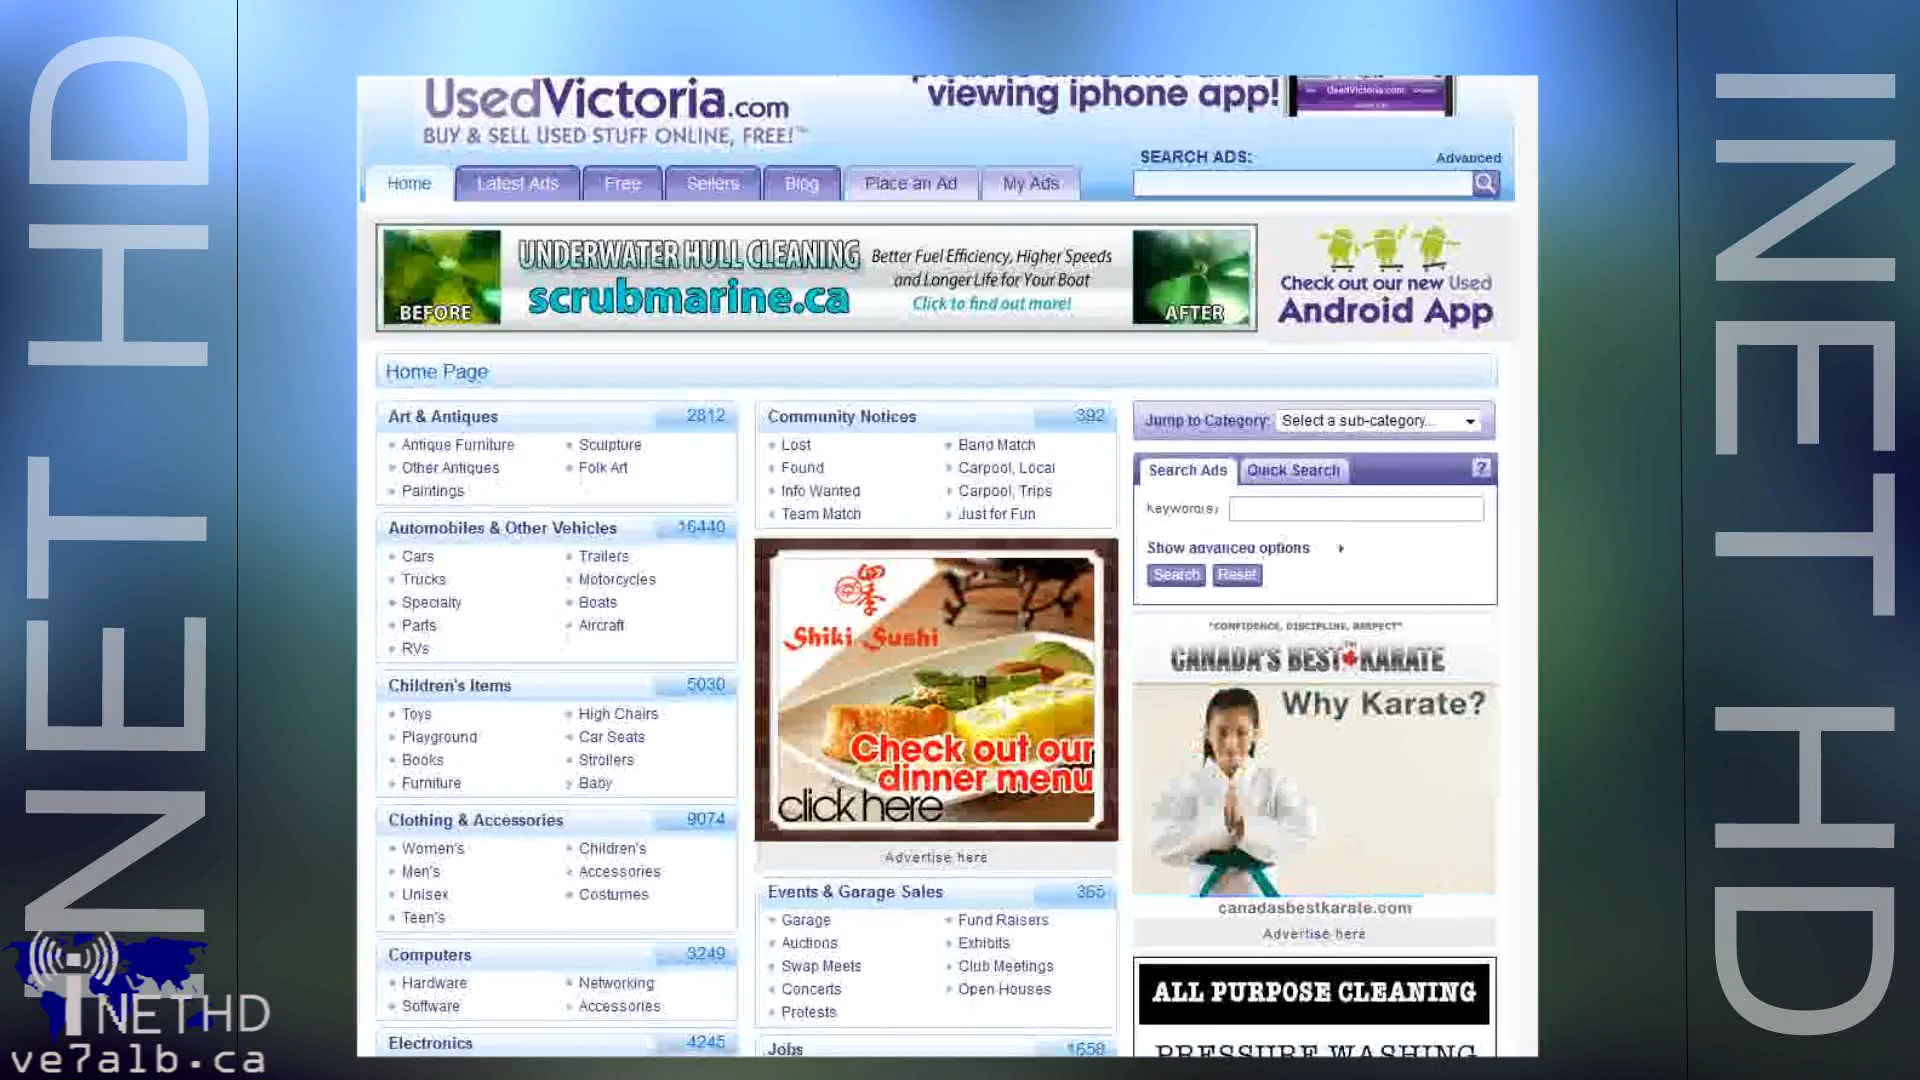 INET HD
UsedVictoria.com
BUY & SELL USED STUFF ONLINE, FREE!™
viewing iphone app!
UsedVictoria.com
SEARCH ADS:
Advanced
Home
Latest Ads
Free
Sellers
Blog
Place an Ad
My Ads
BEFORE
UNDERWATER HULL CLEANING
scrubmarine.ca
Better Fuel Efficiency, Higher Speeds
and Longer Life for Your Boat
Click to find out more!
AFTER
Check out our new Used
Android App
Home Page
Art & Antiques 2812
Antique Furniture
Other Antiques
Paintings
Sculpture
Folk Art
Automobiles & Other Vehicles 16440
Cars
Trucks
Specialty
Parts
RVs
Trailers
Motorcycles
Boats
Aircraft
Children's Items 5030
Toys
Playground
Books
Furniture
High Chairs
Car Seats
Strollers
Baby
Clothing & Accessories 9074
Women's
Men's
Unisex
Teen's
Children's
Accessories
Costumes
Computers 3249
Hardware
Software
Networking
Accessories
Electronics 4245
Community Notices 392
Lost
Found
Info Wanted
Team Match
Band Match
Carpool, Local
Carpool, Trips
Just for Fun
Shiki Sushi
Check out our
dinner menu
click here
Advertise here
Events & Garage Sales 365
Garage
Auctions
Swap Meets
Concerts
Protests
Fund Raisers
Exhibits
Club Meetings
Open Houses
Jobs 1658
Jump to Category: Select a sub-category...
Search Ads
Quick Search
?
Keyword(s)
Show advanced options
Search
Reset
"CONFIDENCE, DISCIPLINE, RESPECT"
CANADA'S BEST KARATE
Why Karate?
canadasbestkarate.com
Advertise here
ALL PURPOSE CLEANING
PRESSURE WASHING
INET HD
iNETHD
ve7alb.ca